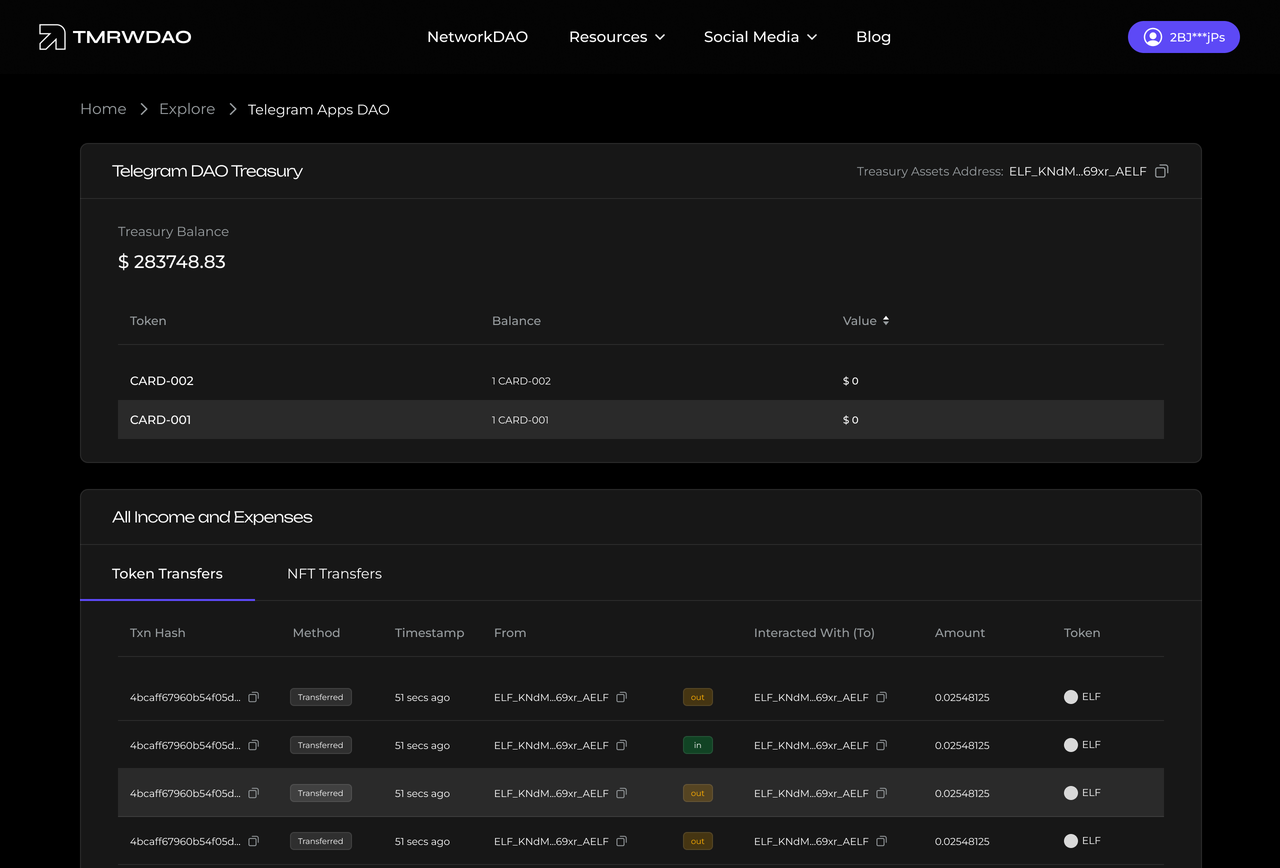 TMRWDAO NetworkDAO Resources Social Media Blog 2BJ***jPs
Home Explore Telegram Apps DAO
Telegram DAO Treasury Treasury Assets Address: ELF_KNdM...69xr_AELF
Treasury Balance
$ 283748.83
Token Balance Value
CARD-002 1 CARD-002 $ 0
CARD-001 1 CARD-001 $ 0
All Income and Expenses
Token Transfers NFT Transfers
Txn Hash Method Timestamp From Interacted With (To) Amount Token
4bcaff67960b54f05d... Transferred 51 secs ago ELF_KNdM...69xr_AELF out ELF_KNdM...69xr_AELF 0.02548125 ELF
4bcaff67960b54f05d... Transferred 51 secs ago ELF_KNdM...69xr_AELF in ELF_KNdM...69xr_AELF 0.02548125 ELF
4bcaff67960b54f05d... Transferred 51 secs ago ELF_KNdM...69xr_AELF out ELF_KNdM...69xr_AELF 0.02548125 ELF
4bcaff67960b54f05d... Transferred 51 secs ago ELF_KNdM...69xr_AELF out ELF_KNdM...69xr_AELF 0.02548125 ELF